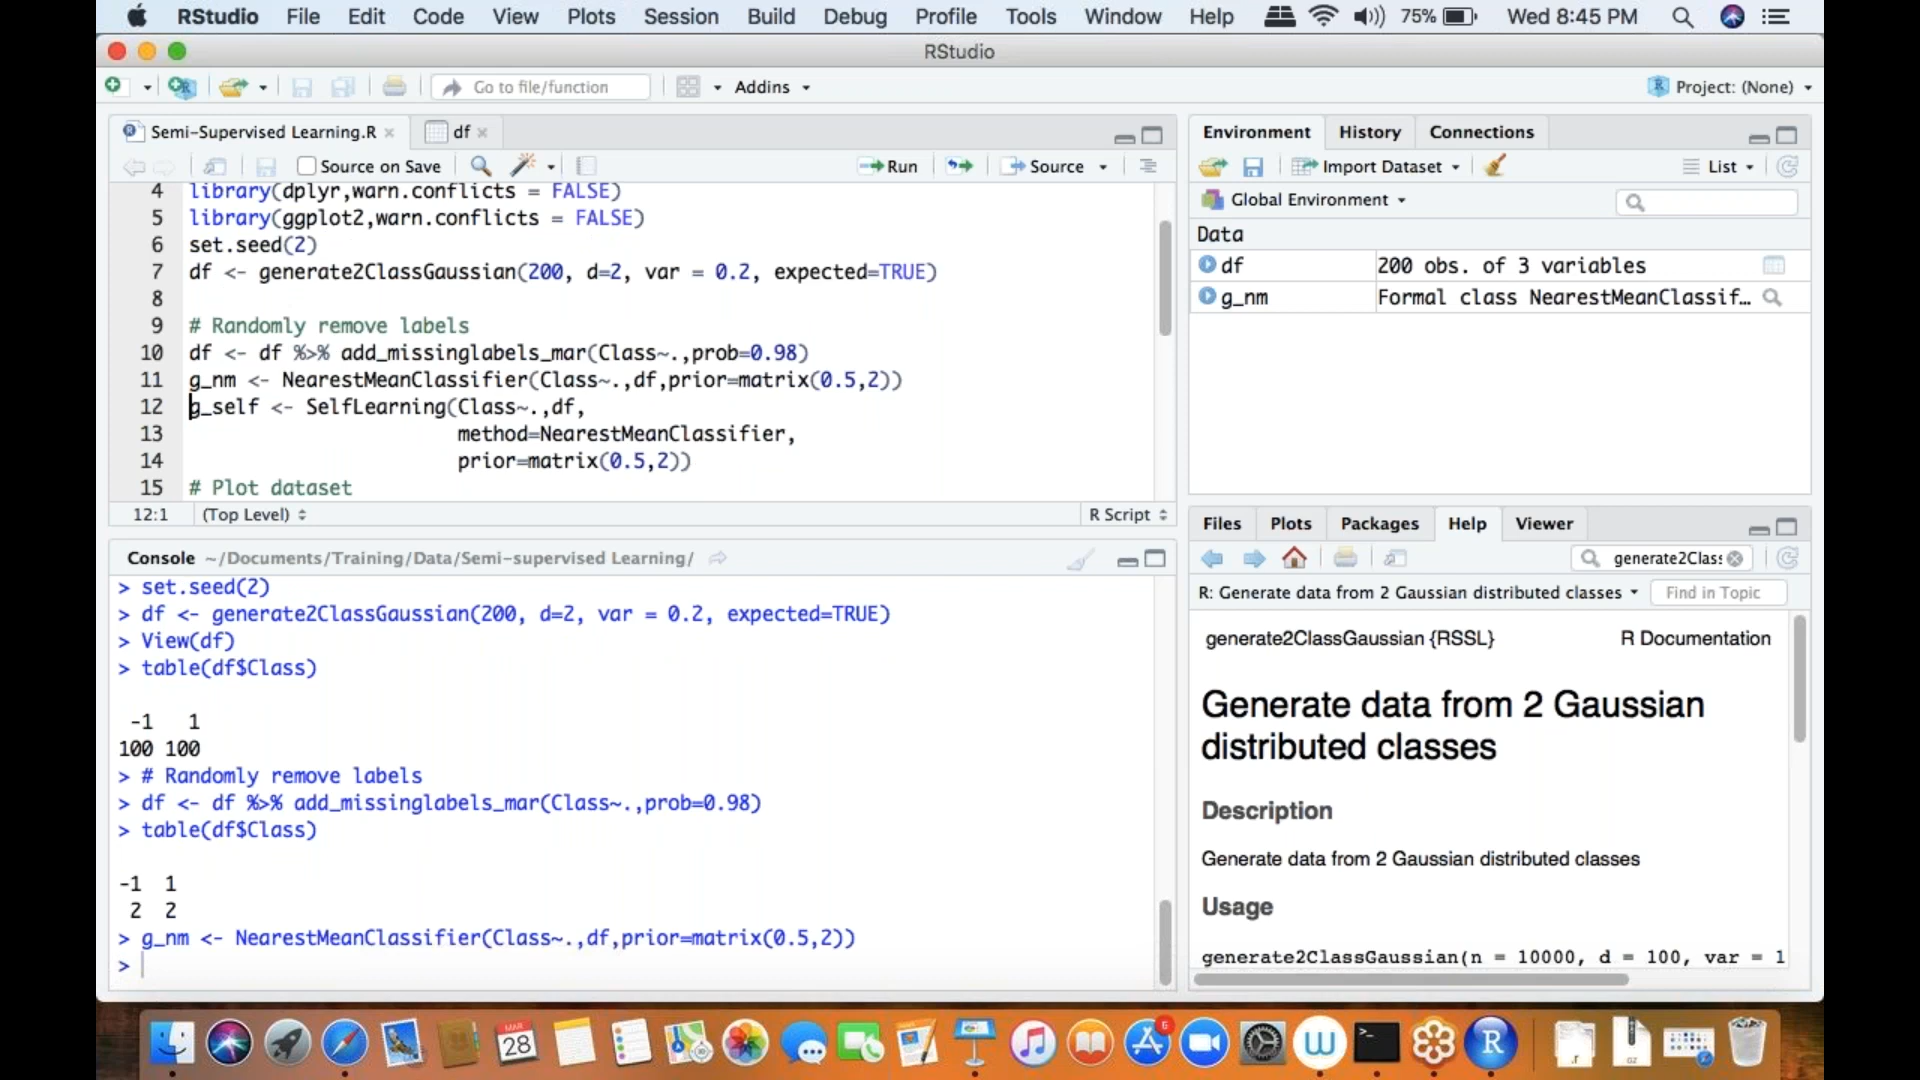 RStudio File Edit Code View Plots Session Build Debug Profile Tools Window Help 75% Wed 8:45 PM
RStudio
Go to file/function Addins Project: (None)
Semi-Supervised Learning.R df
Source on Save Run Source
4 library(dplyr,warn.conflicts = FALSE)
5 library(ggplot2,warn.conflicts = FALSE)
6 set.seed(2)
7 df <- generate2ClassGaussian(200, d=2, var = 0.2, expected=TRUE)
8
9 # Randomly remove labels
10 df <- df %>% add_missinglabels_mar(Class~.,prob=0.98)
11 g_nm <- NearestMeanClassifier(Class~.,df,prior=matrix(0.5,2))
12 g_self <- SelfLearning(Class~.,df,
13 method=NearestMeanClassifier,
14 prior=matrix(0.5,2))
15 # Plot dataset
12:1 (Top Level) R Script
Console ~/Documents/Training/Data/Semi-supervised Learning/
> set.seed(2)
> df <- generate2ClassGaussian(200, d=2, var = 0.2, expected=TRUE)
> View(df)
> table(df$Class)
-1 1
100 100
> # Randomly remove labels
> df <- df %>% add_missinglabels_mar(Class~.,prob=0.98)
> table(df$Class)
-1 1
2 2
> g_nm <- NearestMeanClassifier(Class~.,df,prior=matrix(0.5,2))
>
Environment History Connections
Import Dataset List
Global Environment
Data
df 200 obs. of 3 variables
g_nm Formal class NearestMeanClassif…
Files Plots Packages Help Viewer
generate2Clas
R: Generate data from 2 Gaussian distributed classes Find in Topic
generate2ClassGaussian {RSSL} R Documentation
Generate data from 2 Gaussian
distributed classes
Description
Generate data from 2 Gaussian distributed classes
Usage
generate2ClassGaussian(n = 10000, d = 100, var = 1
MAR
28
6